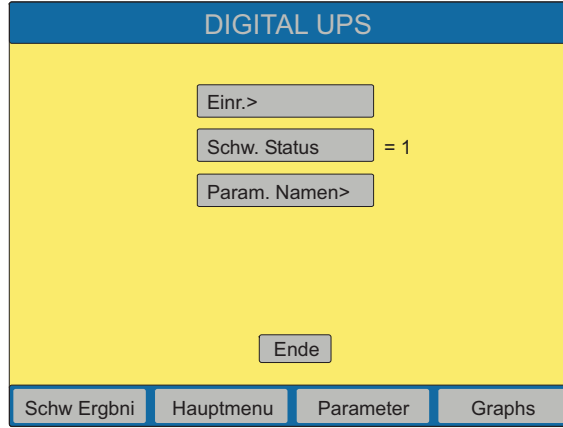 DIGITAL UPS
Einr.>
Schw. Status = 1
Param. Namen>
Ende
Schw Ergbni Hauptmenu Parameter Graphs